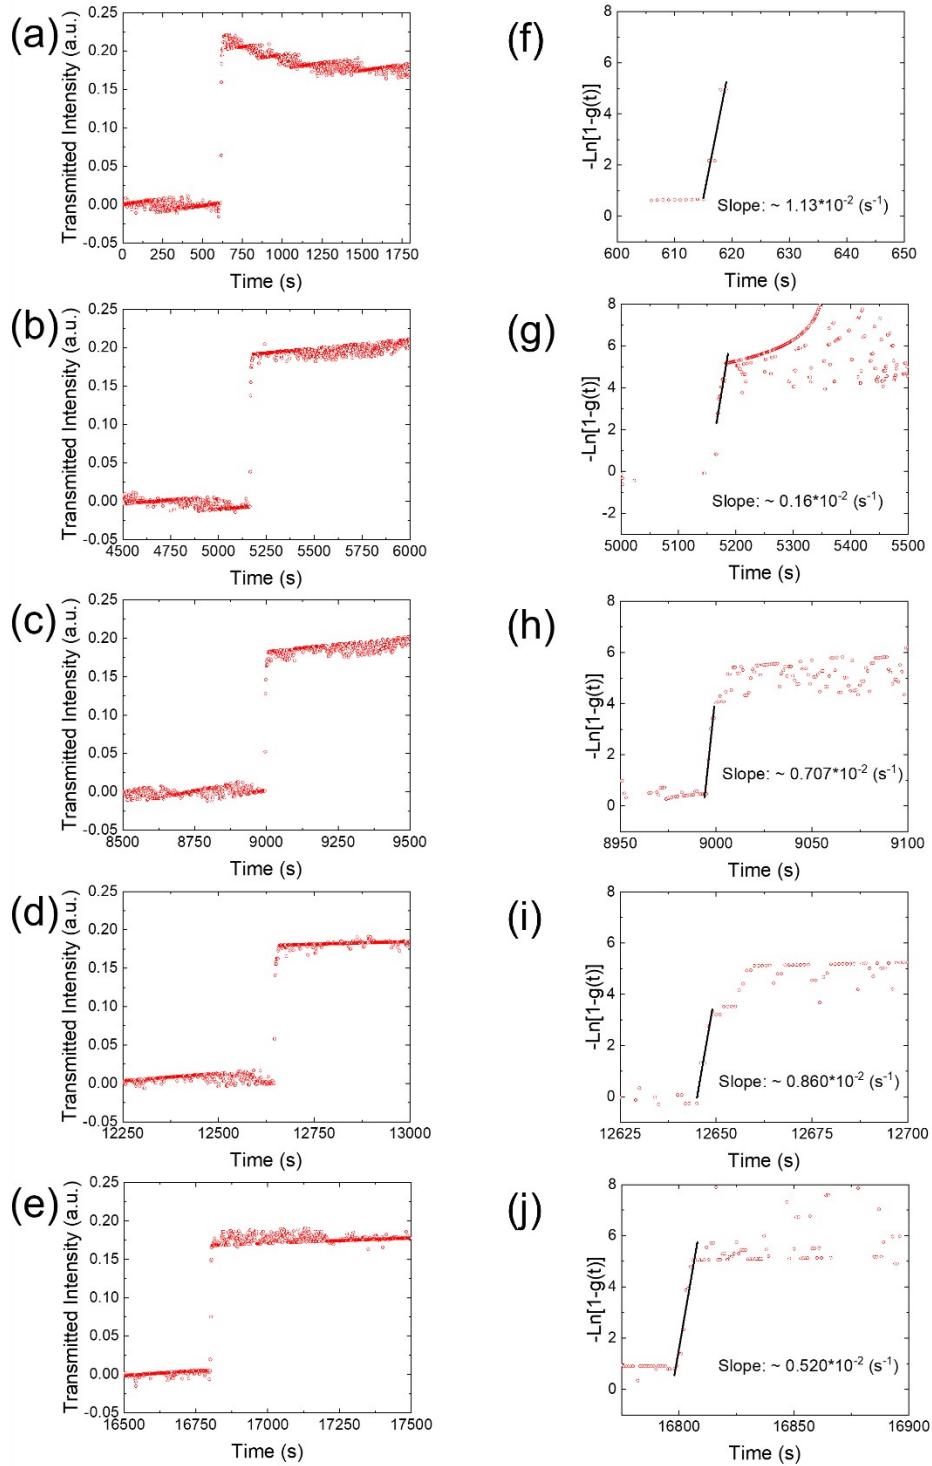 (a)
Transmitted Intensity (a.u.)
0.25
0.20
0.15
0.10
0.05
0.00
-0.05
0 250 500 750 1000 1250 1500 1750
Time (s)
(f)
-Ln[1-g(t)]
8
6
4
2
0
Slope: ~ 1.13*10-2 (s-1)
600 610 620 630 640 650
Time (s)
(b)
Transmitted Intensity (a.u.)
0.25
0.20
0.15
0.10
0.05
0.00
-0.05
4500 4750 5000 5250 5500 5750 6000
Time (s)
(g)
-Ln[1-g(t)]
8
6
4
2
0
-2
Slope: ~ 0.16*10-2 (s-1)
5000 5100 5200 5300 5400 5500
Time (s)
(c)
Transmitted Intensity (a.u.)
0.25
0.20
0.15
0.10
0.05
0.00
-0.05
8500 8750 9000 9250 9500
Time (s)
(h)
-Ln[1-g(t)]
8
6
4
2
0
Slope: ~ 0.707*10-2 (s-1)
8950 9000 9050 9100
Time (s)
(d)
Transmitted Intensity (a.u.)
0.25
0.20
0.15
0.10
0.05
0.00
-0.05
12250 12500 12750 13000
Time (s)
(i)
-Ln[1-g(t)]
8
6
4
2
0
Slope: ~ 0.860*10-2 (s-1)
12625 12650 12675 12700
Time (s)
(e)
Transmitted Intensity (a.u.)
0.25
0.20
0.15
0.10
0.05
0.00
-0.05
16500 16750 17000 17250 17500
Time (s)
(j)
-Ln[1-g(t)]
8
6
4
2
0
Slope: ~ 0.520*10-2 (s-1)
16800 16850 16900
Time (s)